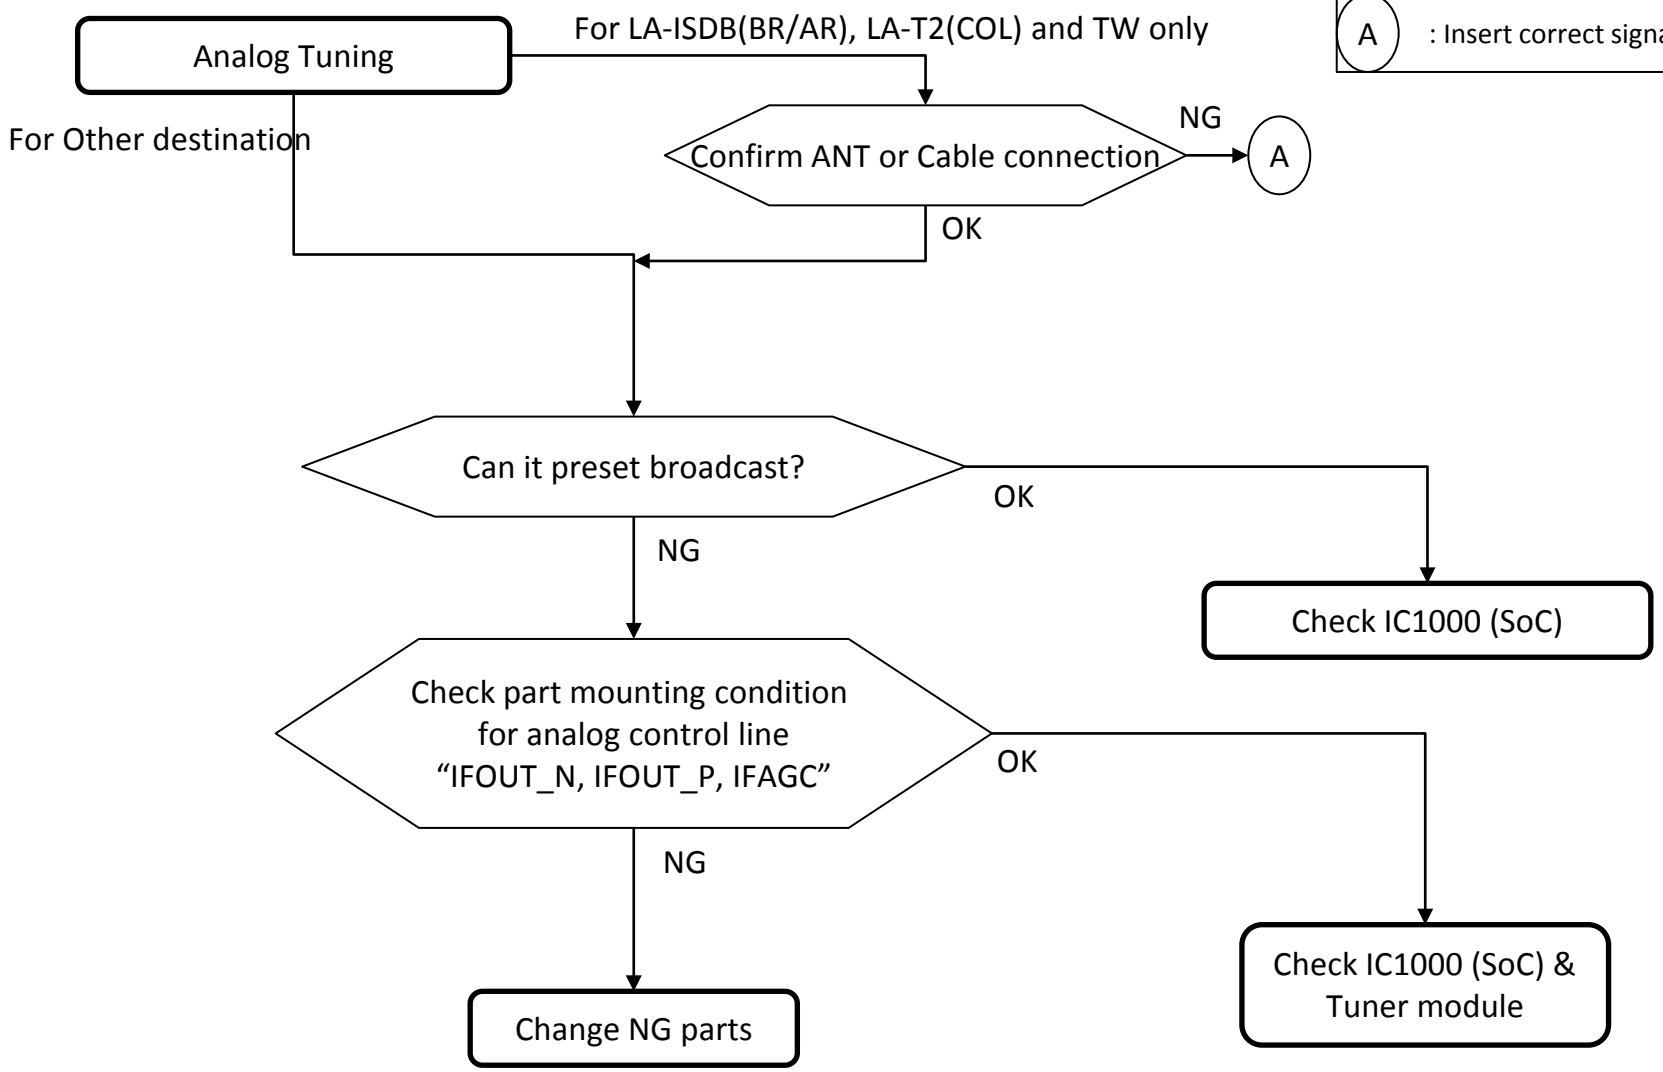 For LA-ISDB(BR/AR), LA-T2(COL) and TW only
A : Insert correct
Analog Tuning
For Other destination
NG
Confirm ANT or Cable connection
A
OK
Can it preset broadcast?
OK
NG
Check IC1000 (SoC)
Check part mounting condition
for analog control line
“IFOUT_N, IFOUT_P, IFAGC”
OK
NG
Check IC1000 (SoC) &
Tuner module
Change NG parts